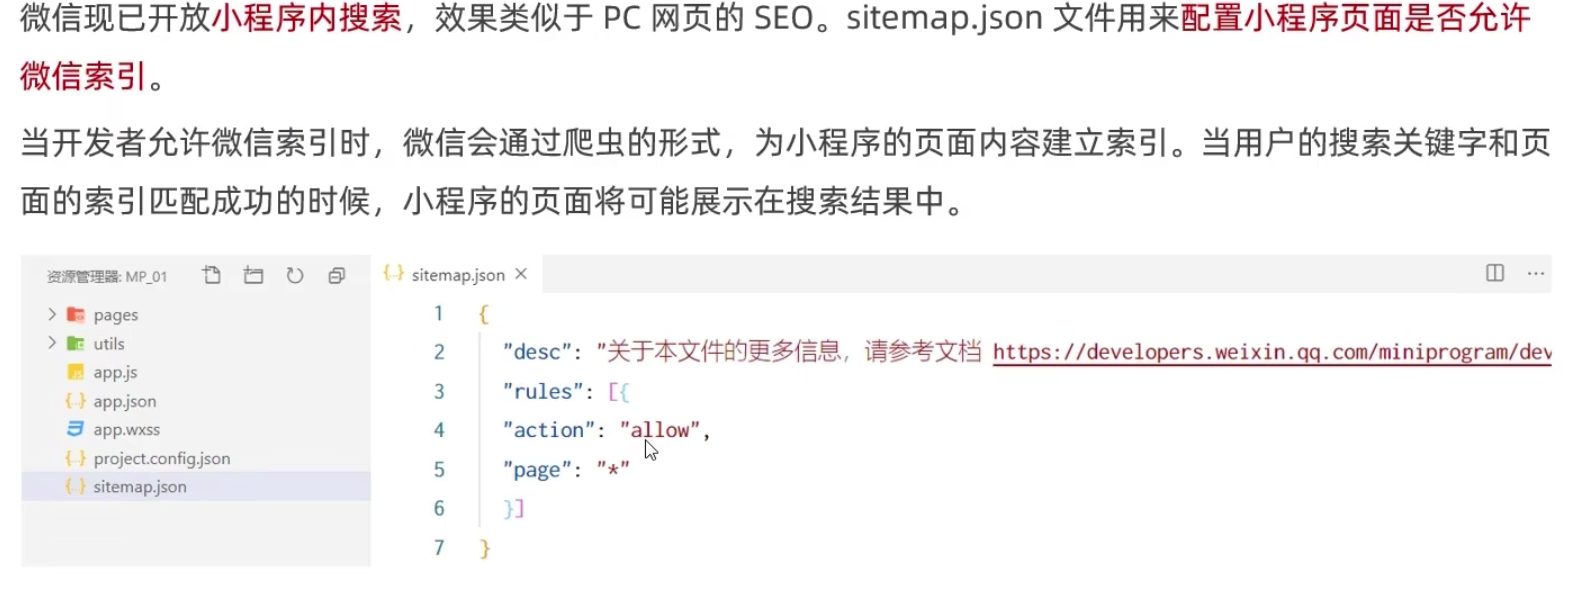 微信现已开放小程序内搜索，效果类似于 PC 网页的 SEO。sitemap.json 文件用来配置小程序页面是否允许
微信索引。
当开发者允许微信索引时，微信会通过爬虫的形式，为小程序的页面内容建立索引。当用户的搜索关键字和页
面的索引匹配成功的时候，小程序的页面将可能展示在搜索结果中。
资源管理器: MP_01
pages
utils
app.js
app.json
app.wxss
project.config.json
sitemap.json
sitemap.json
1 {
2 "desc": "关于本文件的更多信息，请参考文档 https://developers.weixin.qq.com/miniprogram/dev
3 "rules": [{
4 "action": "allow",
5 "page": "*"
6 }]
7 }